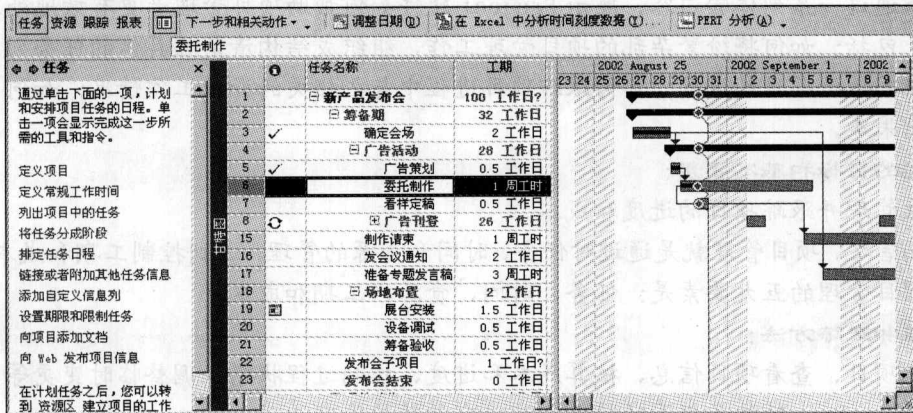 任务 资源 跟踪 报表 下一步和相关动作 调整日期(D) 在 Excel 中分析时间刻度数据(T)... PERT 分析(A)
委托制作
任务 ×
任务名称 工期 2002 August 25 2002 September 1 2002
23 24 25 26 27 28 29 30 31 1 2 3 4 5 6 7 8 9
通过单击下面的一项，计划
和安排项目任务的日程。单
击一项会显示完成这一步所
需的工具和指令。
定义项目
定义常规工作时间
列出项目中的任务
将任务分成阶段
排定任务日程
链接或者附加其他任务信息
添加自定义信息列
设置期限和限制任务
向项目添加文档
向 Web 发布项目信息
在计划任务之后，您可以转
到 资源区 建立项目的工作
甘特图
1 新产品发布会 100 工作日?
2 筹备期 32 工作日
3 确定会场 2 工作日
4 广告活动 28 工作日
5 广告策划 0.5 工作日
6 委托制作 1 周工时
7 看样定稿 0.5 工作日
8 广告刊登 26 工作日
15 制作请柬 1 周工时
16 发会议通知 2 工作日
17 准备专题发言稿 3 周工时
18 场地布置 工作日
19 展台安装 1.5 工作日
20 设备调试 0.5 工作日
21 筹备验收 0.5 工作日
22 发布会子项目 1 工作日?
23 发布会结束 0 工作日